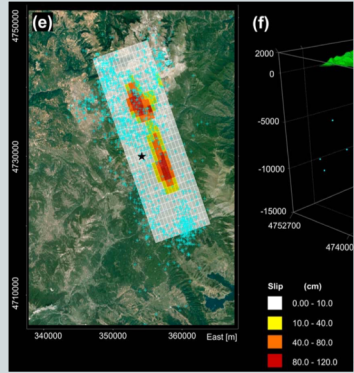 (e)
4750000
4730000
4710000
340000
350000
360000
East [m]
(f)
2000
0
-5000
-10000
-15000
4752700
474000
Slip (cm)
0.00 - 10.0
10.0 - 40.0
40.0 - 80.0
80.0 - 120.0